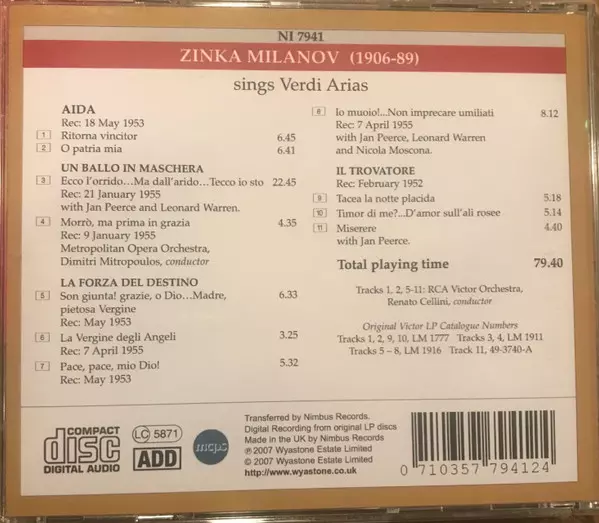 NI 7941
ZINKA MILANOV (1906-89)
sings Verdi Arias
AIDA
Rec: 18 May 1953
1 Ritorna vincitor 6.45
2 O patria mia 6.41
UN BALLO IN MASCHERA
3 Ecco l'orrido...Ma dall'arido...Tecco io sto 22.45
Rec: 21 January 1955
with Jan Peerce and Leonard Warren.
4 Morrò, ma prima in grazia 4.35
Rec: 9 January 1955
Metropolitan Opera Orchestra,
Dimitri Mitropoulos, conductor
LA FORZA DEL DESTINO
5 Son giunta! grazie, o Dio...Madre, 6.33
pietosa Vergine
Rec: May 1953
6 La Vergine degli Angeli 3.25
Rec: 7 April 1955
7 Pace, pace, mio Dio! 5.32
Rec: May 1953
8 Io muoio!...Non imprecare umiliati 8.12
Rec: 7 April 1955
with Jan Peerce, Leonard Warren
and Nicola Moscona.
IL TROVATORE
Rec: February 1952
9 Tacea la notte placida 5.18
10 Timor di me?...D'amor sull'ali rosee 5.14
11 Miserere 4.40
with Jan Peerce.
Total playing time 79.40
Tracks 1, 2, 5-11: RCA Victor Orchestra,
Renato Cellini, conductor
Original Victor LP Catalogue Numbers
Tracks 1, 2, 9, 10, LM 1777 Tracks 3, 4, LM 1911
Tracks 5 – 8, LM 1916 Track 11, 49-3740-A
COMPACT
disc
DIGITAL AUDIO
LC 5871
ADD
mcps
Transferred by Nimbus Records.
Digital Recording from original LP discs
Made in the UK by Nimbus Records
℗ 2007 Wyastone Estate Limited
© 2007 Wyastone Estate Limited
http://www.wyastone.co.uk
0 710357 794124